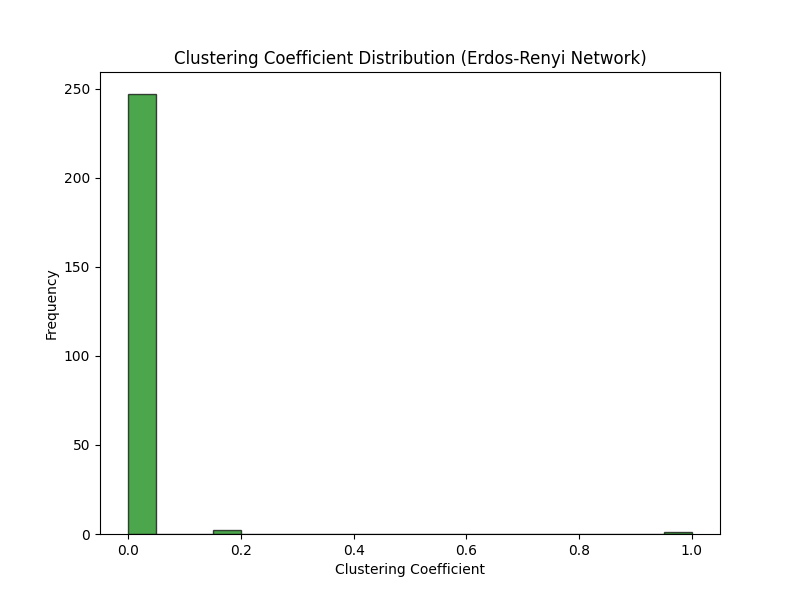 Clustering Coefficient Distribution (Erdos-Renyi Network)
250
200
150
100
50
0
Frequency
0.0 0.2 0.4 0.6 0.8 1.0
Clustering Coefficient